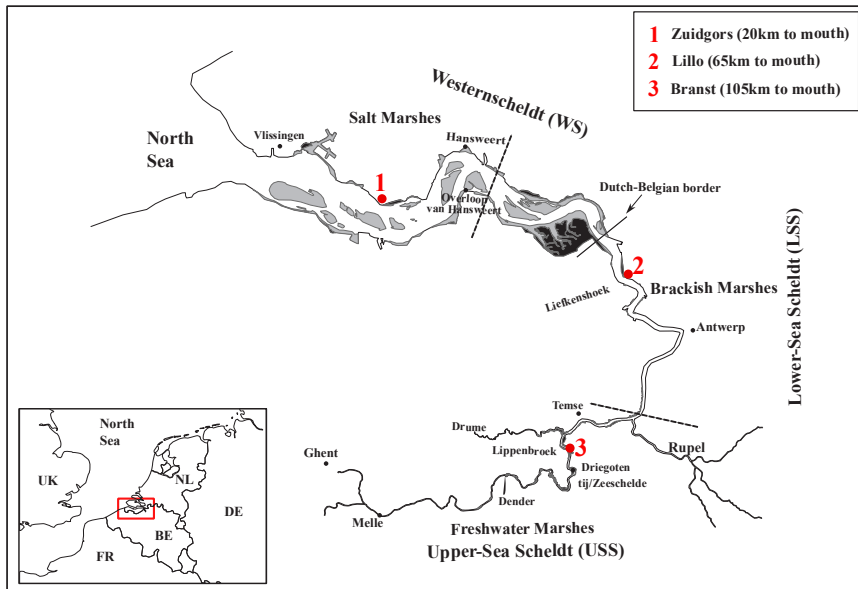 1 Zuidgors (20km to mouth)
2 Lillo (65km to mouth)
3 Branst (105km to mouth)
Westernscheldt (WS)
Salt Marshes
North
Sea
Vlissingen
Hansweert
1
Overloop
van Hansweert
Dutch-Belgian border
2
Liefkenshoek
Brackish Marshes
Antwerp
Lower-Sea Scheldt (LSS)
Temse
Drume
Lippenbroek
3
Rupel
Ghent
Driegoten
tij/Zeeschelde
Dender
Melle
Freshwater Marshes
Upper-Sea Scheldt (USS)
North
Sea
UK
NL
DE
BE
FR